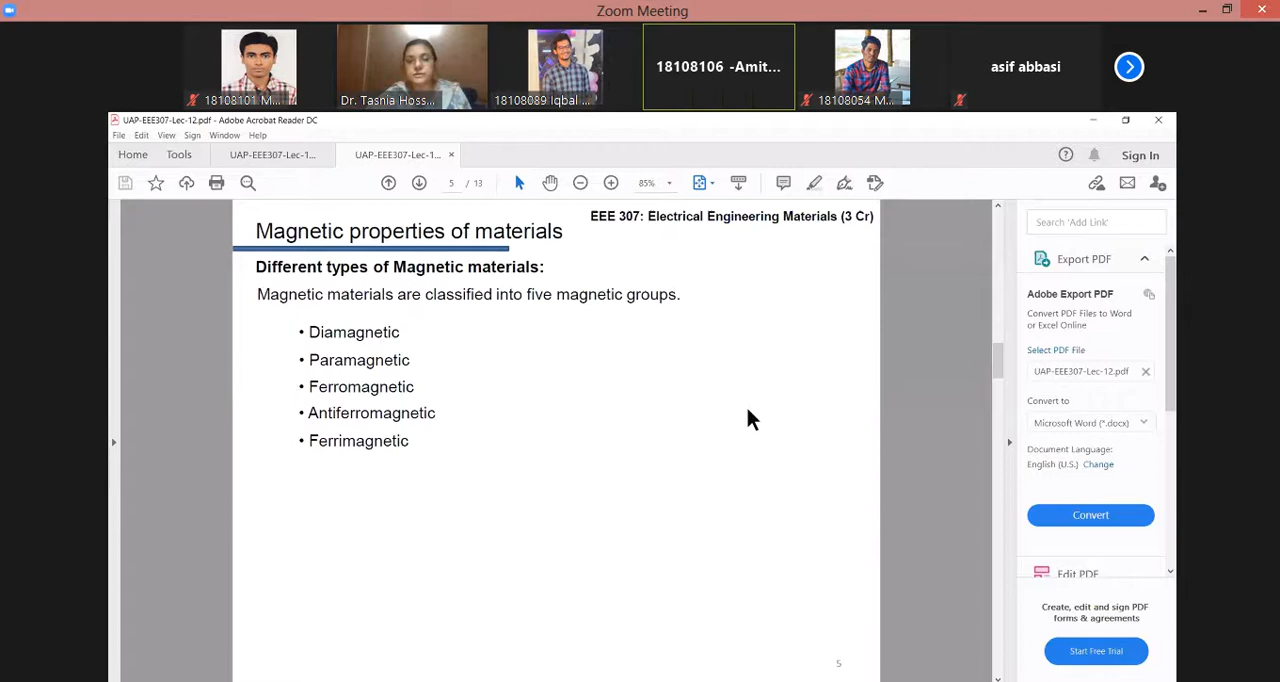 Zoom Meeting
18108101 M...
Dr. Tasnia Hoss...
18108089 Iqbal ...
18108106 -Amit...
18108054 M...
asif abbasi
UAP-EEE307-Lec-12.pdf - Adobe Acrobat Reader DC
File Edit View Sign Window Help
Home Tools UAP-EEE307-Lec-1... UAP-EEE307-Lec-1... Sign In
5 / 13 85%
EEE 307: Electrical Engineering Materials (3 Cr)
Magnetic properties of materials
Different types of Magnetic materials:
Magnetic materials are classified into five magnetic groups.
• Diamagnetic
• Paramagnetic
• Ferromagnetic
• Antiferromagnetic
• Ferrimagnetic
5
Search 'Add Link'
Export PDF
Adobe Export PDF
Convert PDF Files to Word
or Excel Online
Select PDF File
UAP-EEE307-Lec-12.pdf
Convert to
Microsoft Word (*.docx)
Document Language:
English (U.S.) Change
Convert
Edit PDF
Create, edit and sign PDF
forms & agreements
Start Free Trial